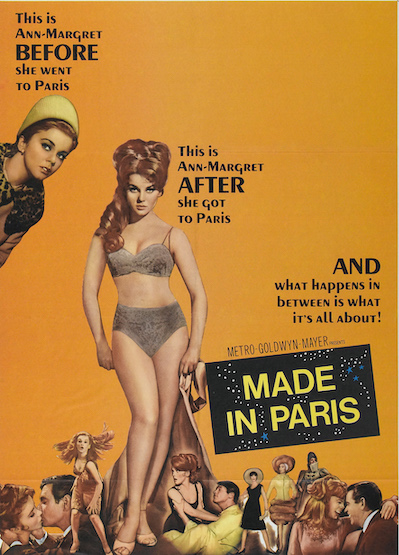 This is
Ann-Margret
BEFORE
she went
to Paris
This is
Ann-Margret
AFTER
she got
to Paris
AND
what happens in
between is what
it's all about!
METRO-GOLDWYN-MAYER PRESENTS
MADE
IN PARIS